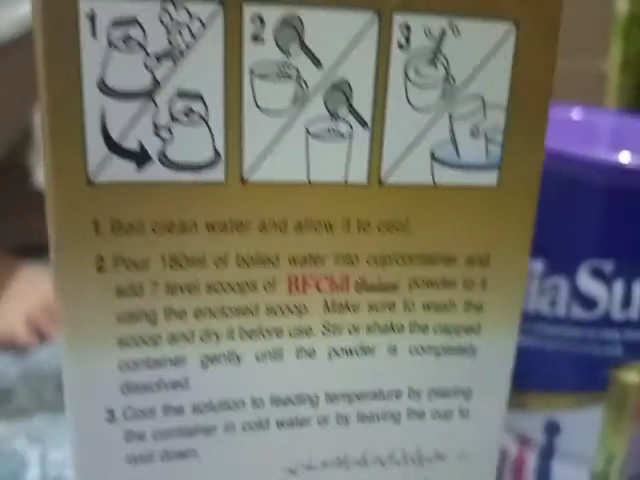 1 2 3
1. Boil clean water and allow it to cool.
2. Pour 180ml of boiled water into cup/container and
add 7 level scoops of powder to it
using the enclosed scoop. Make sure to wash the
scoop and dry it before use. Stir or shake the capped
container gently until the powder is completely
dissolved.
3. Cool the solution to feeding temperature by placing
the container in cold water or by leaving the cup to
cool down.
iaSu